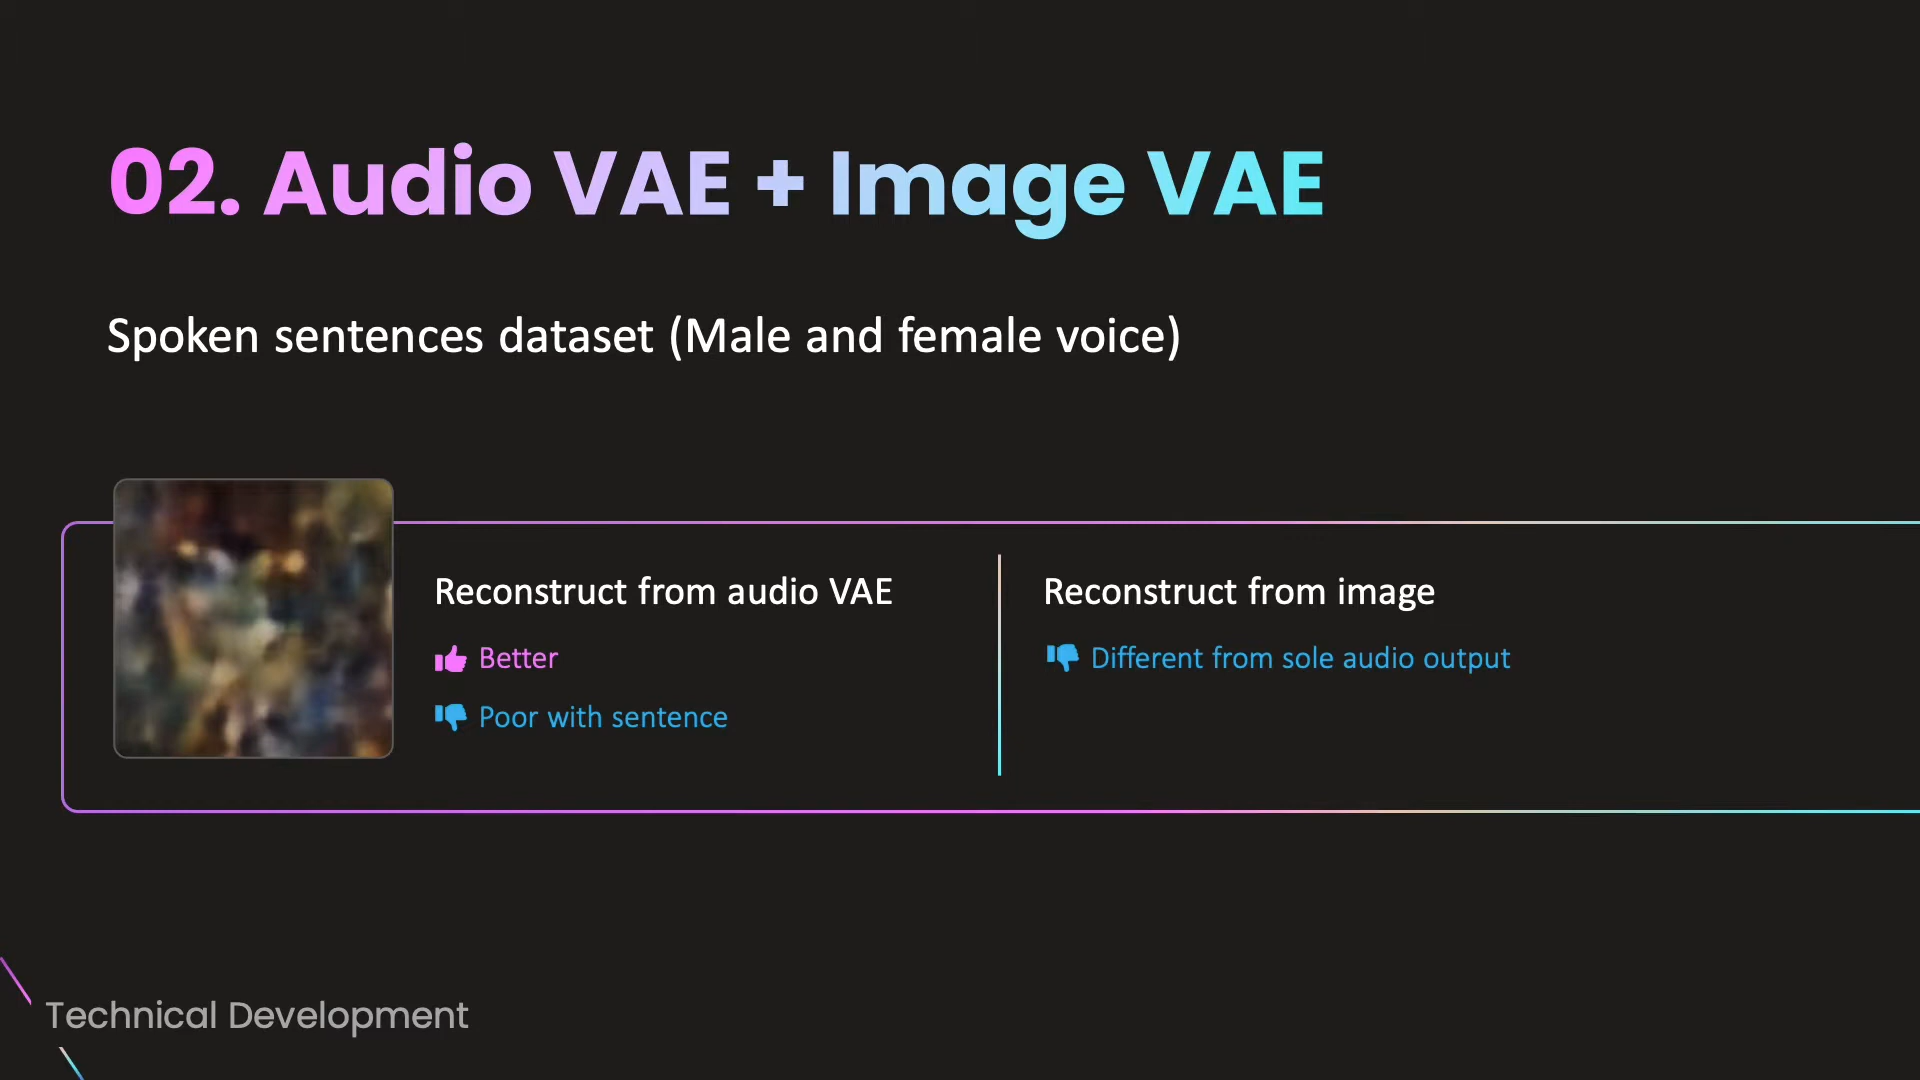 02. Audio VAE + Image VAE
Spoken sentences dataset (Male and female voice)
Reconstruct from audio VAE
Better
Poor with sentence
Reconstruct from image
Different from sole audio output
Technical Development